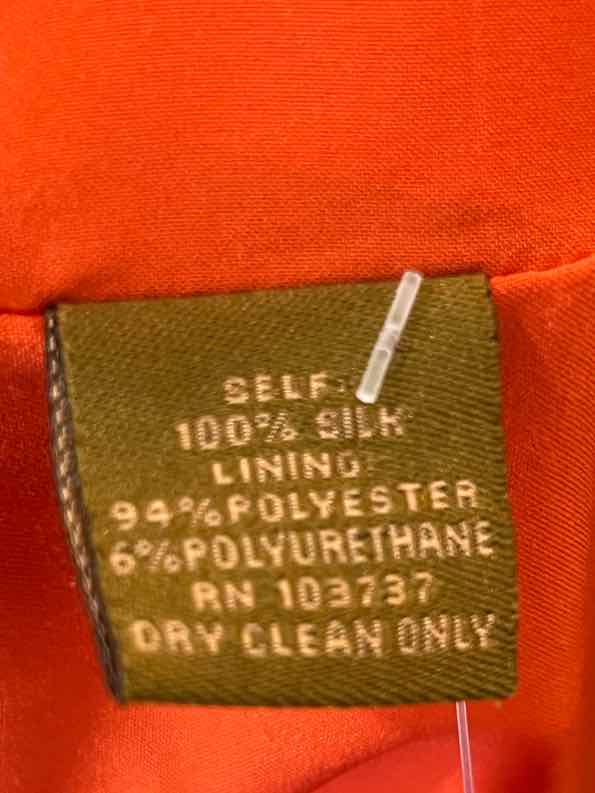 SELF:
100% SILK
LINING:
94% POLYESTER
6% POLYURETHANE
RN 103737
DRY CLEAN ONLY